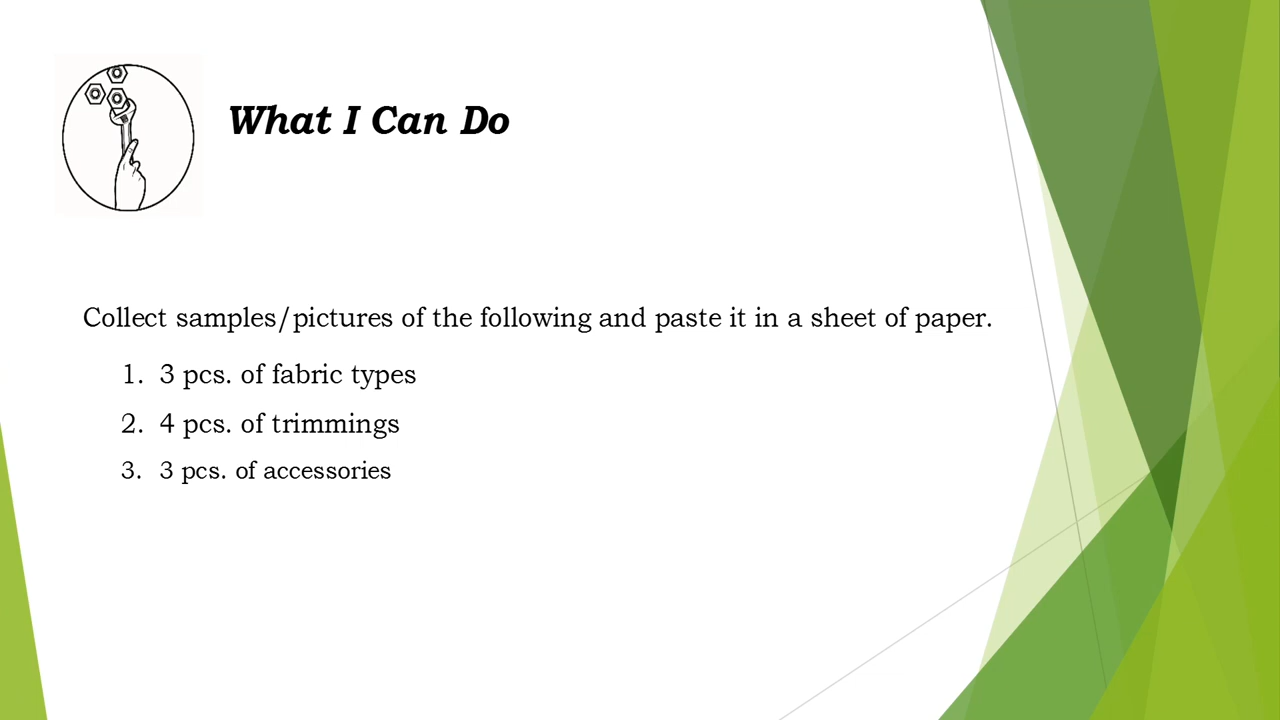 What I Can Do
Collect samples/pictures of the following and paste it in a sheet of paper.
1. 3 pcs. of fabric types
2. 4 pcs. of trimmings
3. 3 pcs. of accessories